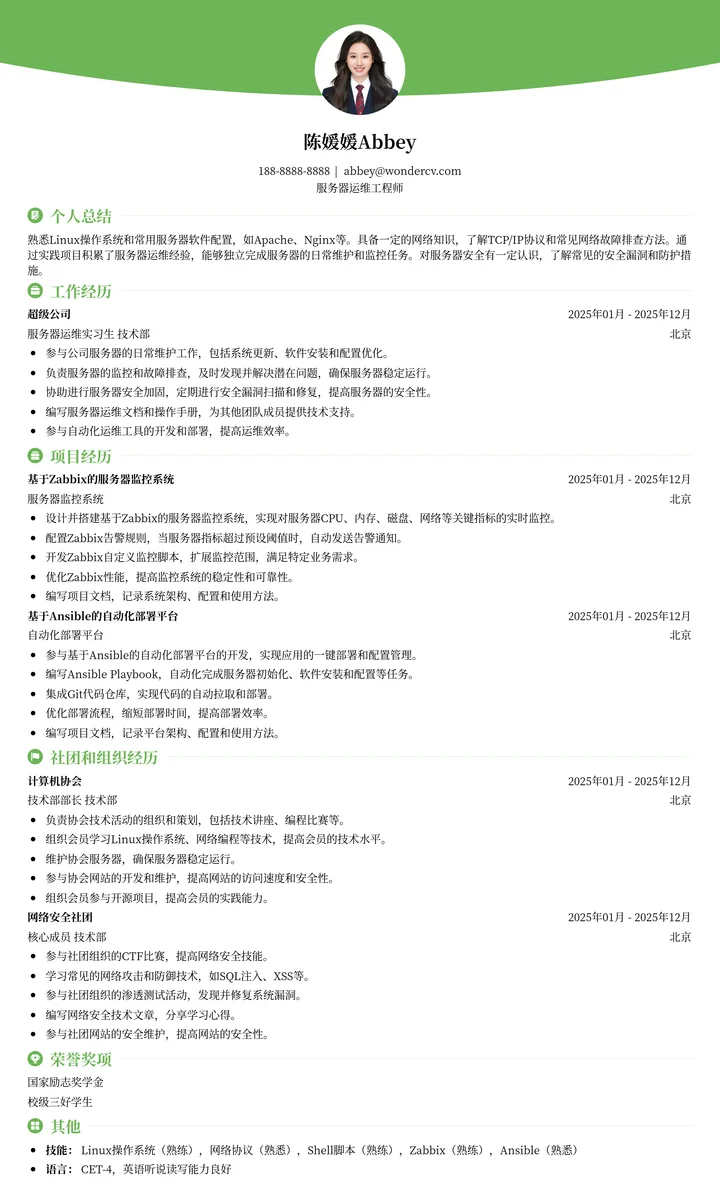 陈媛媛Abbey
188-8888-8888 | abbey@wondercv.com
服务器运维工程师
个人总结
熟悉Linux操作系统和常用服务器软件配置，如Apache、Nginx等。具备一定的网络知识，了解TCP/IP协议和常见网络故障排查方法。通
过实践项目积累了服务器运维经验，能够独立完成服务器的日常维护和监控任务。对服务器安全有一定认识，了解常见的安全漏洞和防护措
施。
工作经历
超级公司 2025年01月 - 2025年12月
服务器运维实习生 技术部 北京
• 参与公司服务器的日常维护工作，包括系统更新、软件安装和配置优化。
• 负责服务器的监控和故障排查，及时发现并解决潜在问题，确保服务器稳定运行。
• 协助进行服务器安全加固，定期进行安全漏洞扫描和修复，提高服务器的安全性。
• 编写服务器运维文档和操作手册，为其他团队成员提供技术支持。
• 参与自动化运维工具的开发和部署，提高运维效率。
项目经历
基于Zabbix的服务器监控系统 2025年01月 - 2025年12月
服务器监控系统 北京
• 设计并搭建基于Zabbix的服务器监控系统，实现对服务器CPU、内存、磁盘、网络等关键指标的实时监控。
• 配置Zabbix告警规则，当服务器指标超过预设阈值时，自动发送告警通知。
• 开发Zabbix自定义监控脚本，扩展监控范围，满足特定业务需求。
• 优化Zabbix性能，提高监控系统的稳定性和可靠性。
• 编写项目文档，记录系统架构、配置和使用方法。
基于Ansible的自动化部署平台 2025年01月 - 2025年12月
自动化部署平台 北京
• 参与基于Ansible的自动化部署平台的开发，实现应用的一键部署和配置管理。
• 编写Ansible Playbook，自动化完成服务器初始化、软件安装和配置等任务。
• 集成Git代码仓库，实现代码的自动拉取和部署。
• 优化部署流程，缩短部署时间，提高部署效率。
• 编写项目文档，记录平台架构、配置和使用方法。
社团和组织经历
计算机协会 2025年01月 - 2025年12月
技术部部长 技术部 北京
• 负责协会技术活动的组织和策划，包括技术讲座、编程比赛等。
• 组织会员学习Linux操作系统、网络编程等技术，提高会员的技术水平。
• 维护协会服务器，确保服务器稳定运行。
• 参与协会网站的开发和维护，提高网站的访问速度和安全性。
• 组织会员参与开源项目，提高会员的实践能力。
网络安全社团 2025年01月 - 2025年12月
核心成员 技术部 北京
• 参与社团组织的CTF比赛，提高网络安全技能。
• 学习常见的网络攻击和防御技术，如SQL注入、XSS等。
• 参与社团组织的渗透测试活动，发现并修复系统漏洞。
• 编写网络安全技术文章，分享学习心得。
• 参与社团网站的安全维护，提高网站的安全性。
荣誉奖项
国家励志奖学金
校级三好学生
其他
• 技能： Linux操作系统（熟练），网络协议（熟悉），Shell脚本（熟练），Zabbix（熟练），Ansible（熟悉）
• 语言： CET-4，英语听说读写能力良好